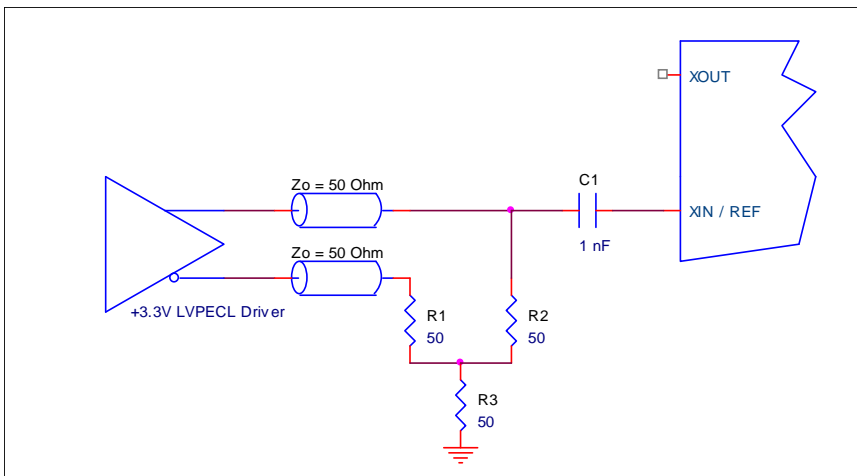 XOUT
Zo = 50 Ohm
C1
XIN / REF
1 nF
Zo = 50 Ohm
+3.3V LVPECL Driver
R1
50
R2
50
R3
50